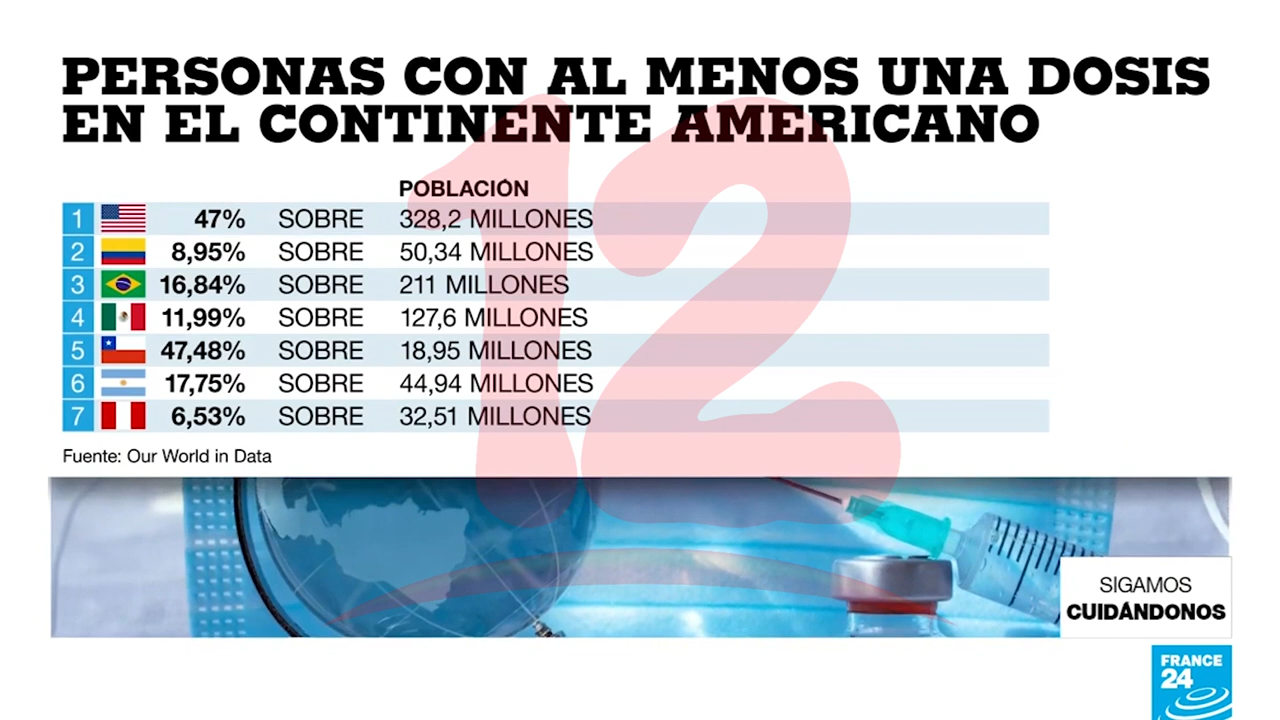 PERSONAS CON AL MENOS UNA DOSIS
EN EL CONTINENTE AMERICANO
POBLACIÓN
1 47% SOBRE 328,2 MILLONES
2 8,95% SOBRE 50,34 MILLONES
3 16,84% SOBRE 211 MILLONES
4 11,99% SOBRE 127,6 MILLONES
5 47,48% SOBRE 18,95 MILLONES
6 17,75% SOBRE 44,94 MILLONES
7 6,53% SOBRE 32,51 MILLONES
Fuente: Our World in Data
12
SIGAMOS
CUIDÁNDONOS
FRANCE
24